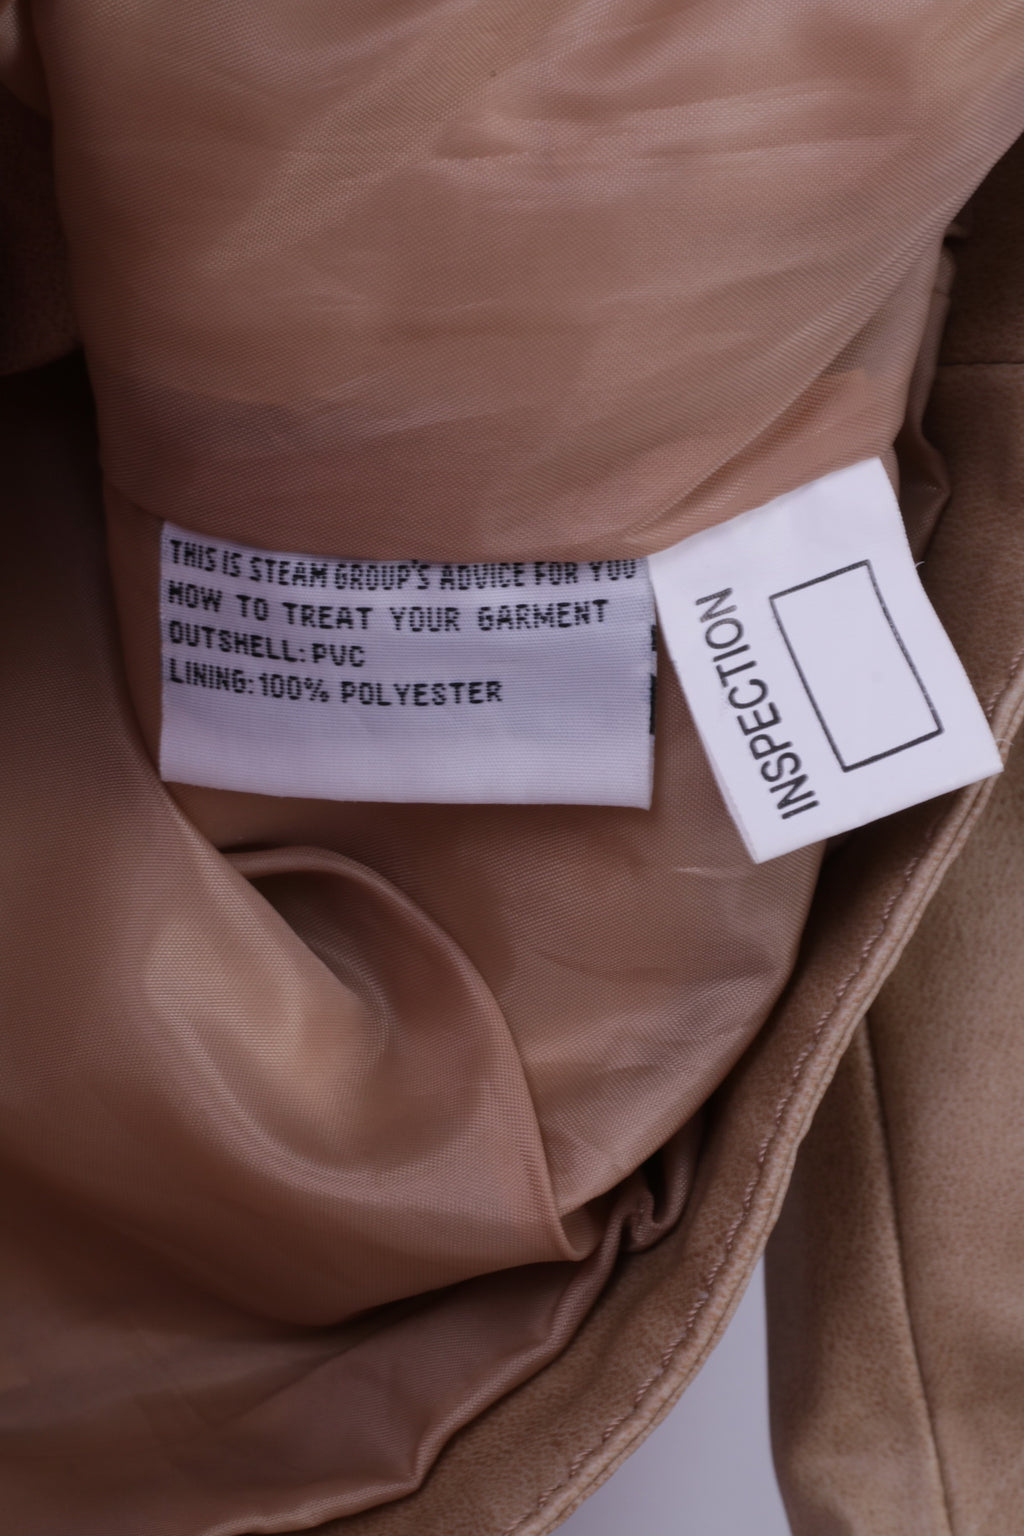 THIS IS STEAM GROUP'S ADVICE FOR YOU
HOW TO TREAT YOUR GARMENT
OUTSHELL: PVC
LINING: 100% POLYESTER
INSPECTION